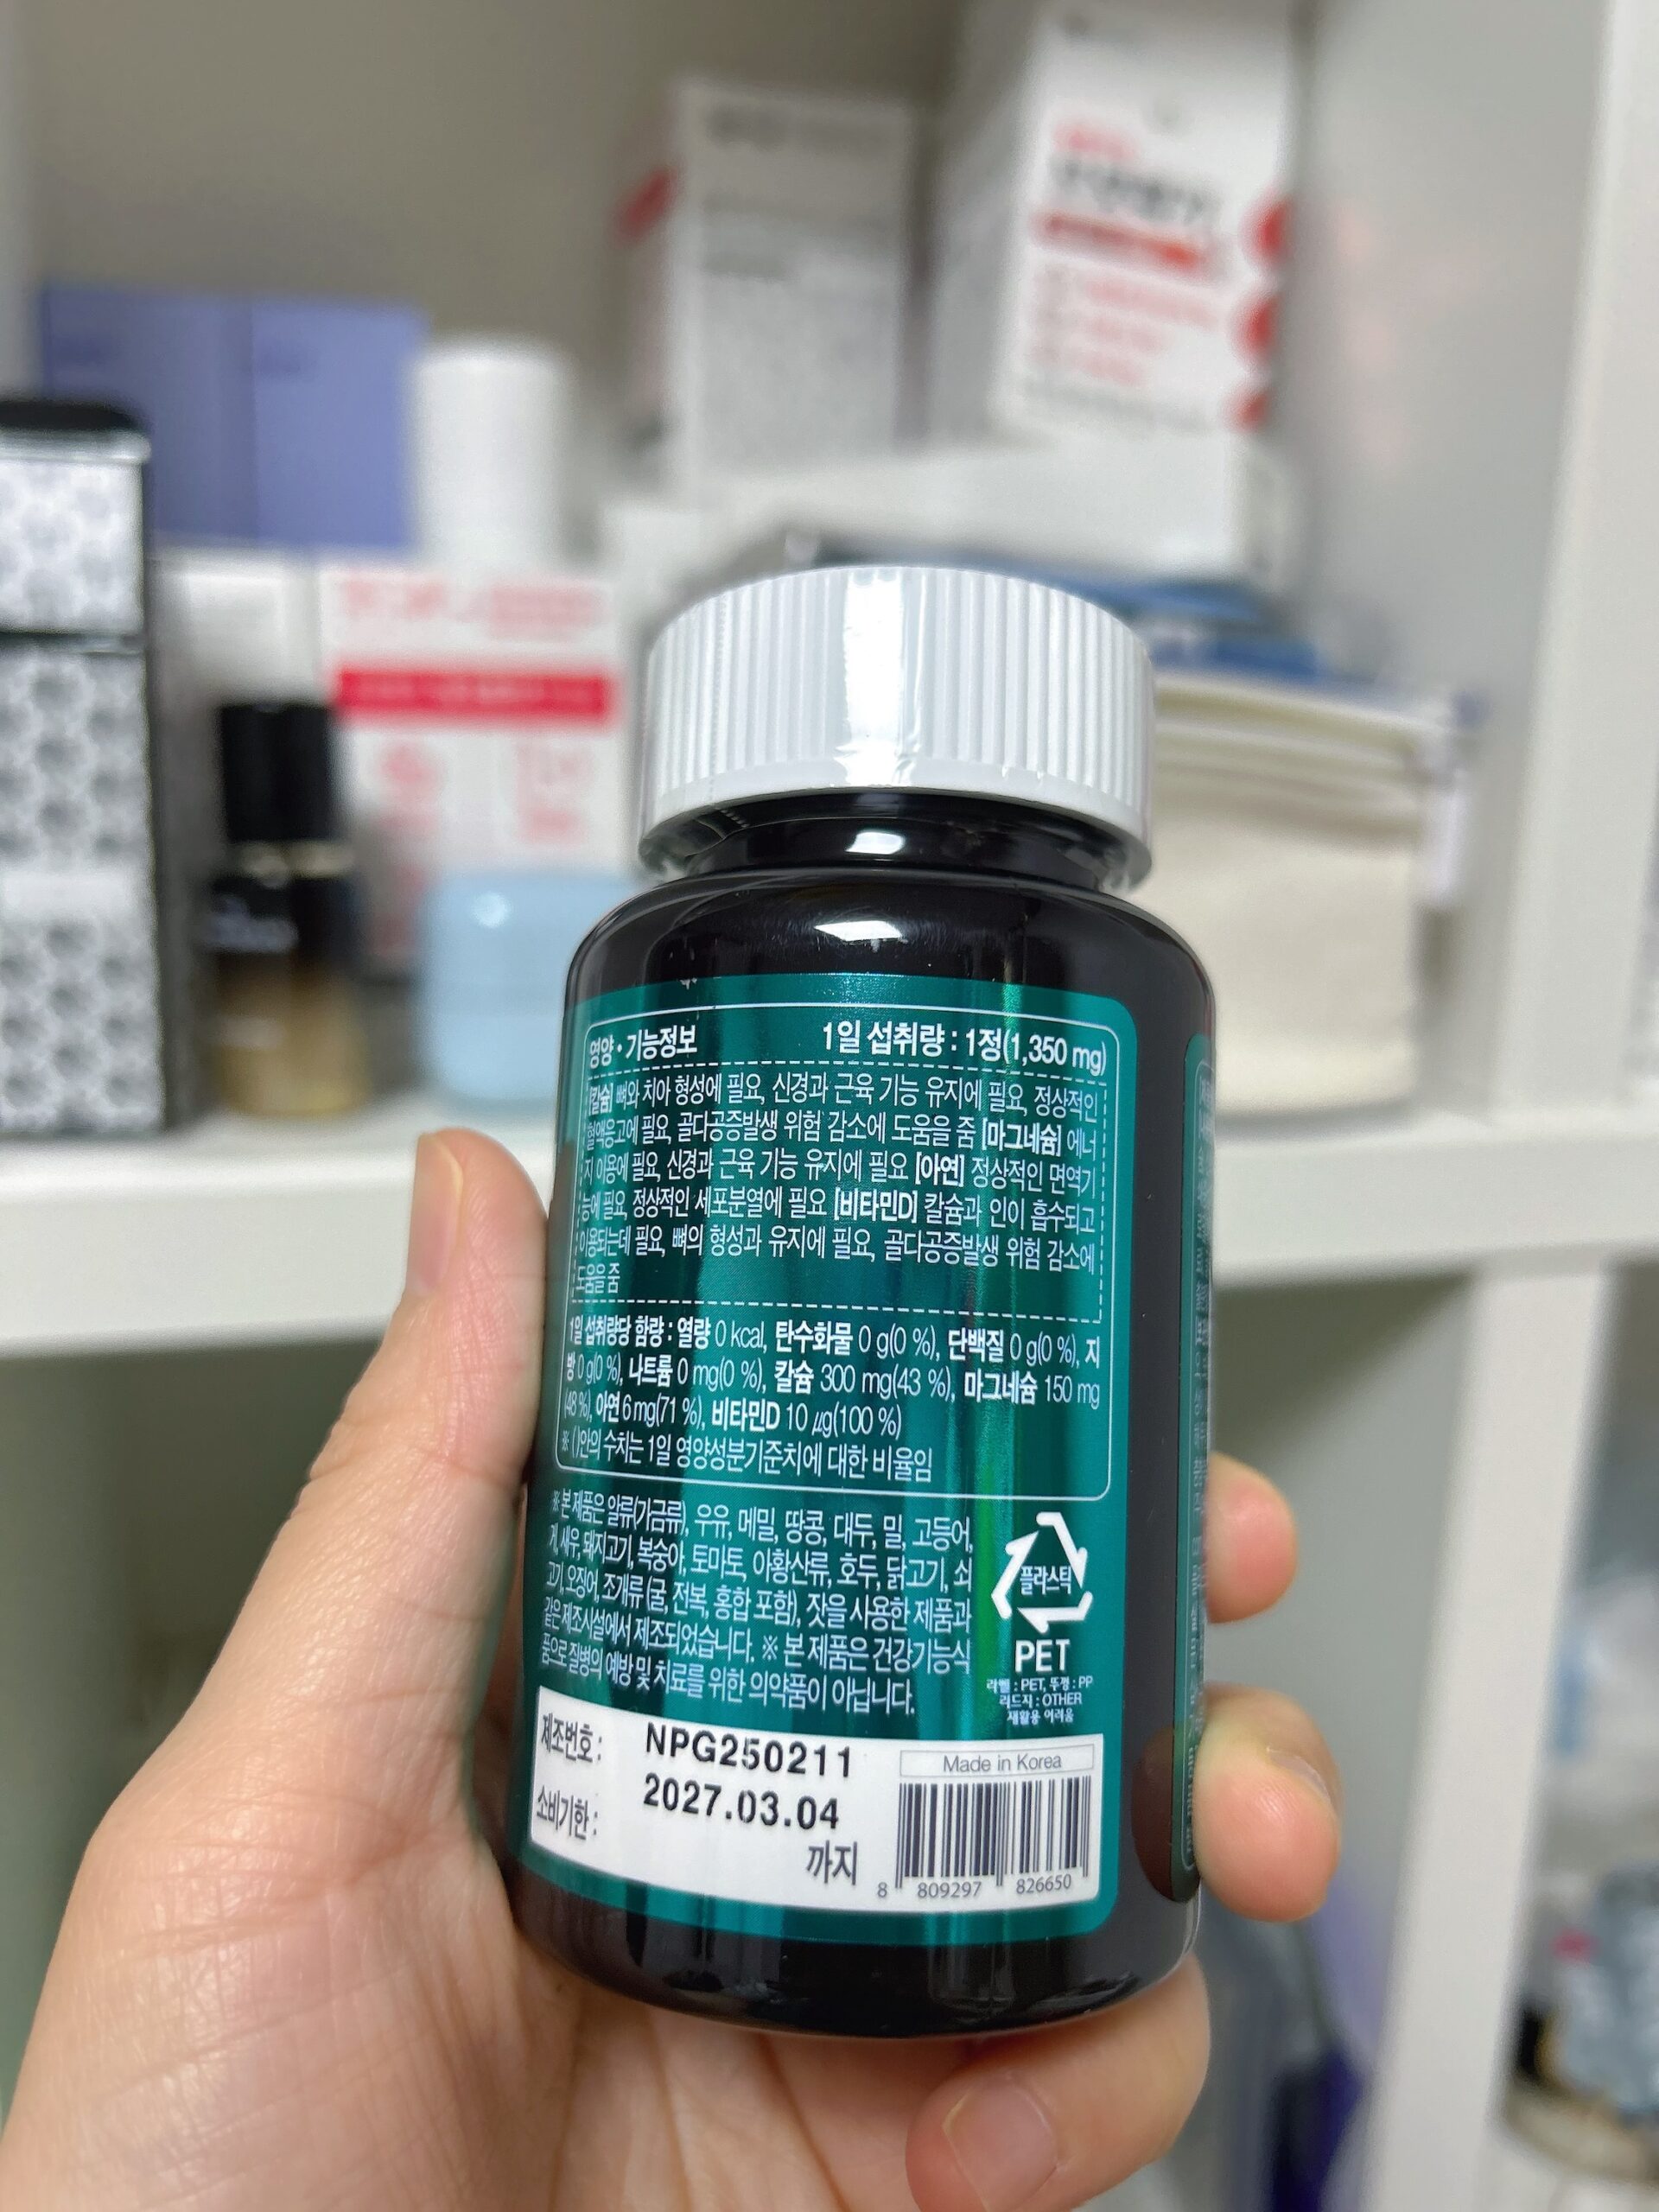 영양•기능정보 1일 섭취량 : 1정(1,350 mg)
[칼슘] 뼈와 치아 형성에 필요, 신경과 근육 기능 유지에 필요, 정상적인
혈액응고에 필요, 골다공증발생 위험 감소에 도움을 줌 [마그네슘] 에너
지 이용에 필요, 신경과 근육 기능 유지에 필요 [아연] 정상적인 면역기
능에 필요, 정상적인 세포분열에 필요 [비타민D] 칼슘과 인이 흡수되고
이용되는데 필요, 뼈의 형성과 유지에 필요, 골다공증발생 위험 감소에
도움을 줌
1일 섭취량당 함량 : 열량 0 kcal, 탄수화물 0 g(0 %), 단백질 0 g(0 %), 지
방 0 g(0 %), 나트륨 0 mg(0 %), 칼슘 300 mg(43 %), 마그네슘 150 mg
(48 %), 아연 6 mg(71 %), 비타민D 10 μg(100 %)
※ ( )안의 수치는 1일 영양성분기준치에 대한 비율임
※ 본 제품은 알류(가금류), 우유, 메밀, 땅콩, 대두, 밀, 고등어,
게, 새우, 돼지고기, 복숭아, 토마토, 아황산류, 호두, 닭고기, 쇠
고기, 오징어, 조개류(굴, 전복, 홍합 포함), 잣을 사용한 제품과
같은 제조시설에서 제조되었습니다. ※ 본 제품은 건강기능식
품으로 질병의 예방 및 치료를 위한 의약품이 아닙니다.
플라스틱
PET
라벨 : PET, 뚜껑 : PP
리드지 : OTHER
재활용 어려움
제조번호 : NPG250211
소비기한 : 2027.03.04
까지
Made in Korea
8 809297 826650